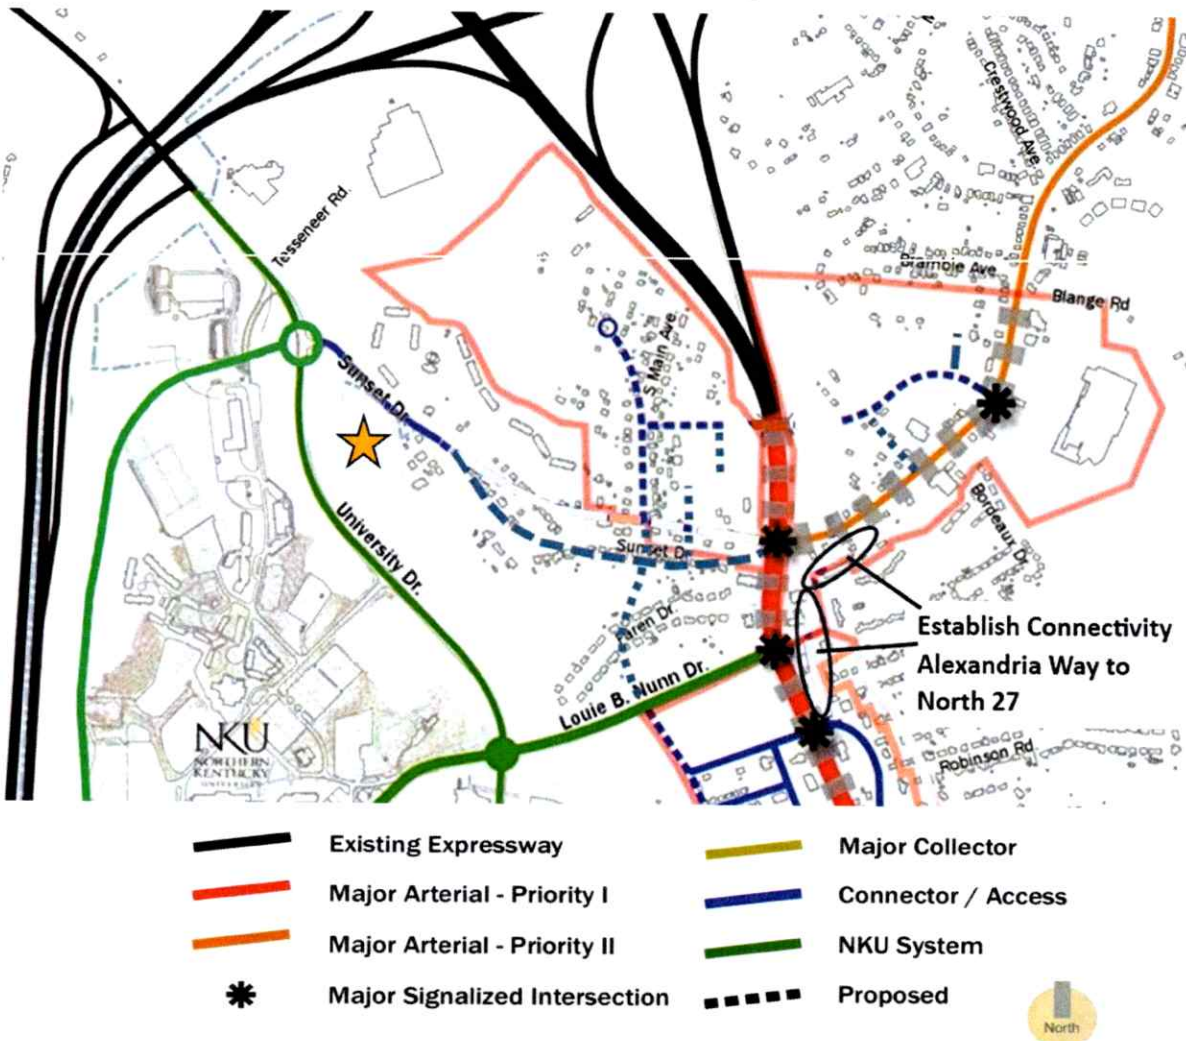 Crestwood Ave
Tesseneer Rd.
Bramble Ave
Blange Rd
S Main Ave
Sunset Dr.
University Dr.
Sunset Dr.
Bordeaux Dr.
Establish Connectivity
Alexandria Way to
North 27
Louie B. Nunn Dr.
Robinson Rd
NKU
NORTHERN
KENTUCKY
UNIVERSITY
Existing Expressway
Major Collector
Major Arterial - Priority I
Connector / Access
Major Arterial - Priority II
NKU System
Major Signalized Intersection
Proposed
North